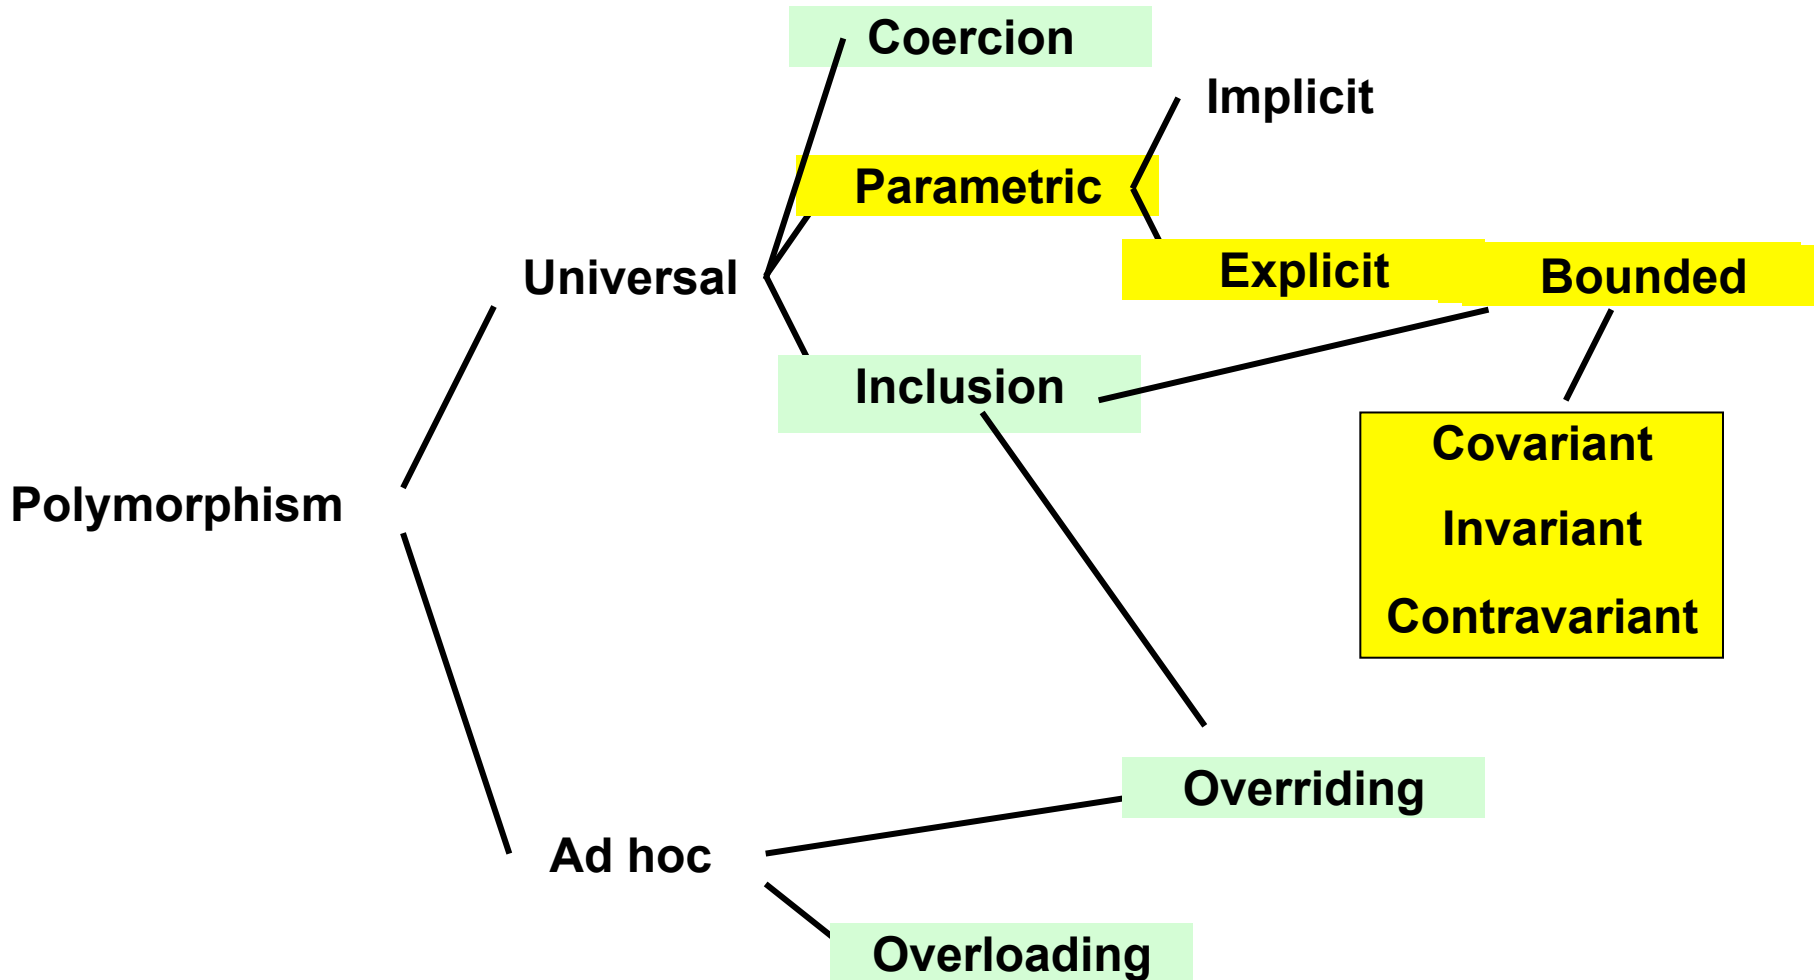 Coercion
Implicit
Parametric
Universal
Explicit
Bounded
Inclusion
Covariant
Invariant
Contravariant
Polymorphism
Overriding
Ad hoc
Overloading